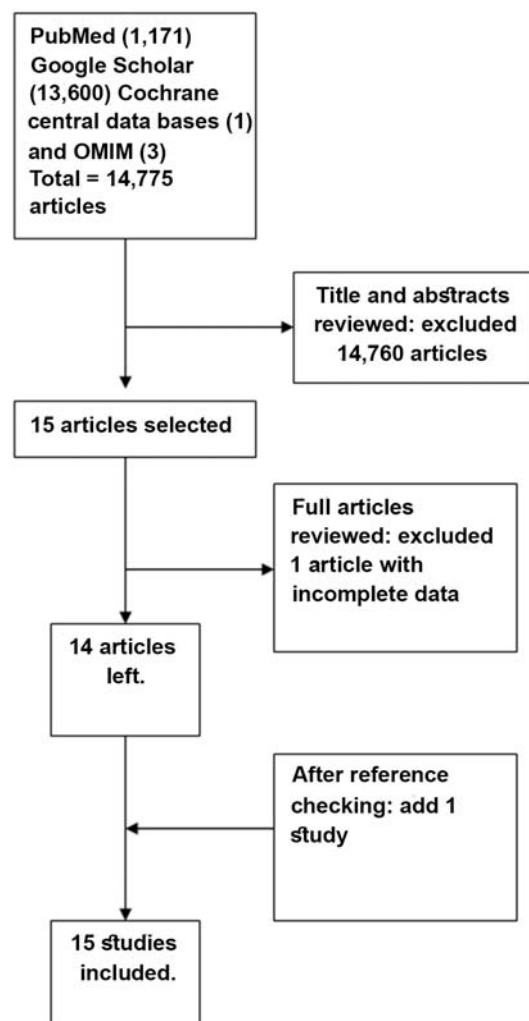 PubMed (1,171)
Google Scholar
(13,600) Cochrane
central data bases (1)
and OMIM (3)
Total = 14,775
articles
Title and abstracts
reviewed: excluded
14,760 articles
15 articles selected
Full articles
reviewed: excluded
1 article with
incomplete data
14 articles
left.
After reference
checking: add 1
study
15 studies
included.